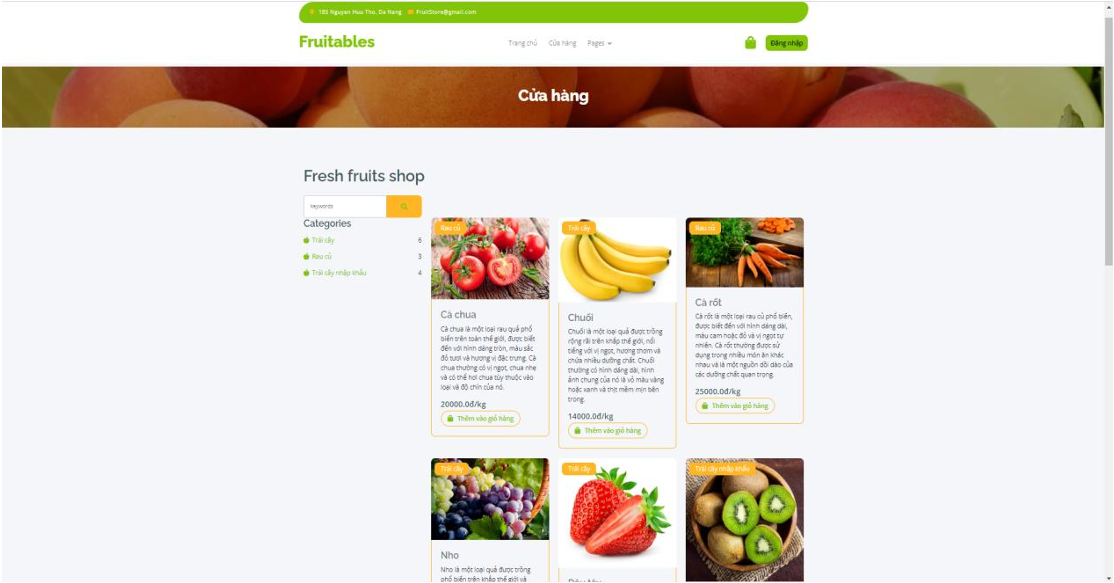 185 Nguyen Huu Tho, Da Nang FruitStore@gmail.com
Fruitables
Trang chủ Cửa hàng Pages
Đăng nhập
Cửa hàng
Fresh fruits shop
keywords
Categories
Trái cây 6
Rau củ 3
Trái cây nhập khẩu 4
Rau củ
Cà chua
Cà chua là một loại rau quả phổ
biến trên toàn thế giới, được biết
đến với hình dáng tròn, màu sắc
đỏ tươi và hương vị đặc trưng. Cà
chua thường có vị ngọt, chua nhẹ
và có thể hơi chua tùy thuộc vào
loại và độ chín của nó.
20000.0đ/kg
Thêm vào giỏ hàng
Trái cây
Chuối
Chuối là một loại quả được trồng
rộng rãi trên khắp thế giới, nổi
tiếng với vị ngọt, hương thơm và
chứa nhiều dưỡng chất. Chuối
thường có hình dáng dài, hình
ảnh chung của nó là vỏ màu vàng
hoặc xanh và thịt mềm mịn bên
trong.
14000.0đ/kg
Thêm vào giỏ hàng
Rau củ
Cà rốt
Cà rốt là một loại rau củ phổ biến,
được biết đến với hình dáng dài,
màu cam hoặc đỏ và vị ngọt tự
nhiên. Cà rốt thường được sử
dụng trong nhiều món ăn khác
nhau và là một nguồn dồi dào của
các dưỡng chất quan trọng.
25000.0đ/kg
Thêm vào giỏ hàng
Trái cây
Nho
Nho là một loại quả được trồng
phổ biến trên khắp thế giới và
Trái cây
Dâu tây
Trái cây nhập khẩu